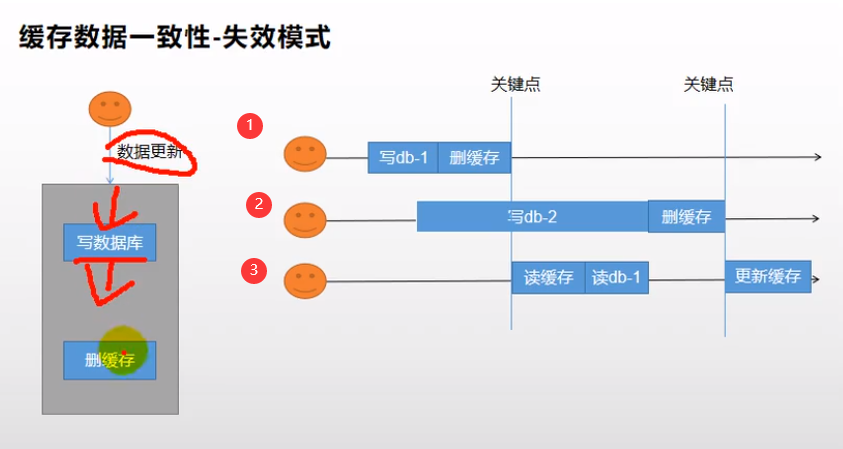 缓存数据一致性-失效模式
数据更新
写数据库
删缓存
关键点
关键点
1
写db-1
删缓存
2
写db-2
删缓存
3
读缓存
读db-1
更新缓存